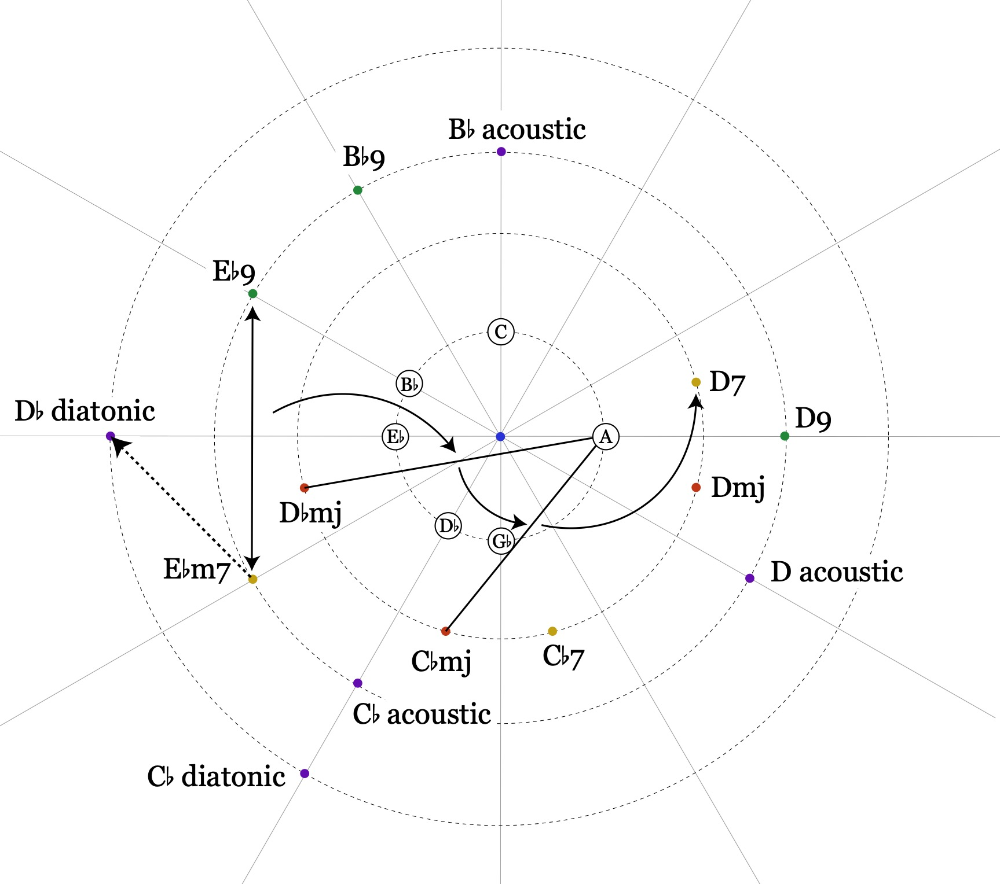 B♭ acoustic
B♭9
E♭9
C
B♭
D7
D♭ diatonic
D9
E♭
A
Dmj
D♭mj
D♭
G♭
E♭m7
D acoustic
C♭mj
C♭7
C♭ acoustic
C♭ diatonic